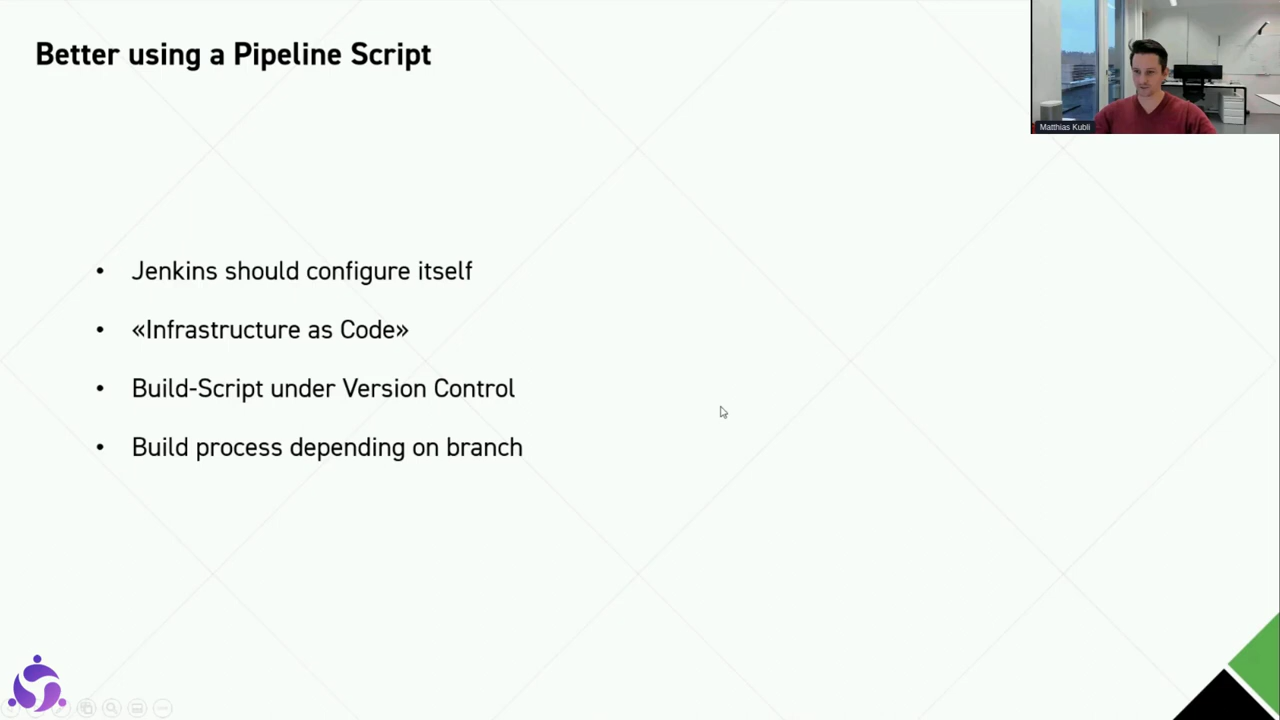 Better using a Pipeline Script
Matthias Kubli
• Jenkins should configure itself
• «Infrastructure as Code»
• Build-Script under Version Control
• Build process depending on branch